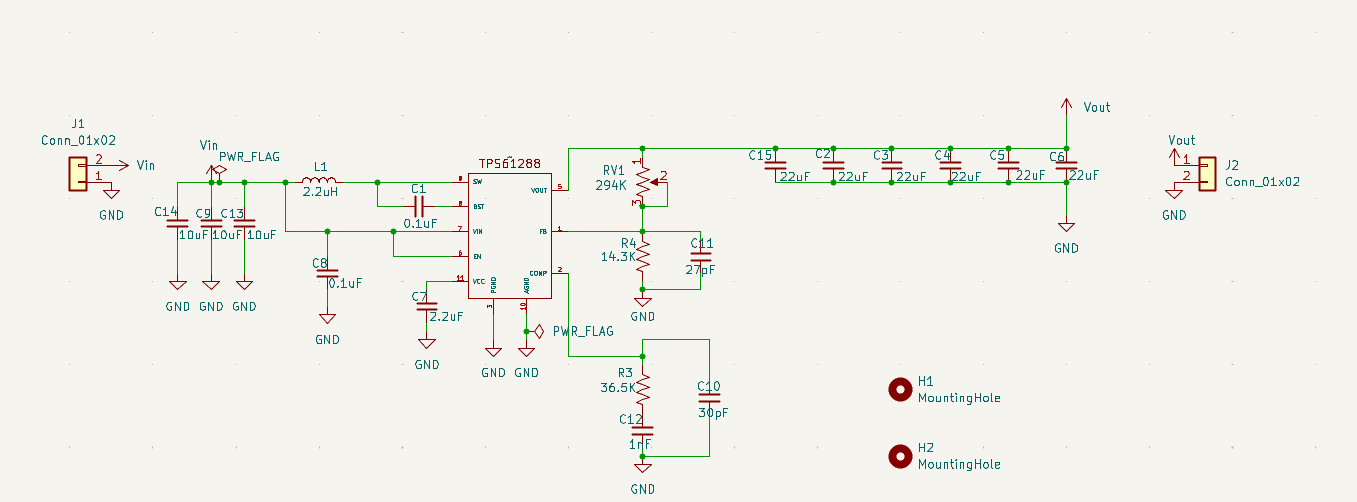 J1
Conn_01x02
2
1
Vin
GND
Vin
PWR_FLAG
C14
10uF
C9
10uF
C13
10uF
GND
GND
GND
L1
2.2uH
C1
0.1uF
C8
0.1uF
GND
C7
2.2uF
GND
TPS61288
SW
BST
7
VIN
EN
11
VCC
VOUT
5
FB
1
COMP
2
PGND
3
AGND
10
GND
GND
PWR_FLAG
RV1
294K
1
2
3
R4
14.3K
C11
27pF
GND
R3
36.5K
C10
30pF
C12
1nF
GND
C15
22uF
C2
22uF
C3
22uF
C4
22uF
C5
22uF
C6
22uF
Vout
GND
Vout
1
2
J2
Conn_01x02
GND
H1
MountingHole
H2
MountingHole